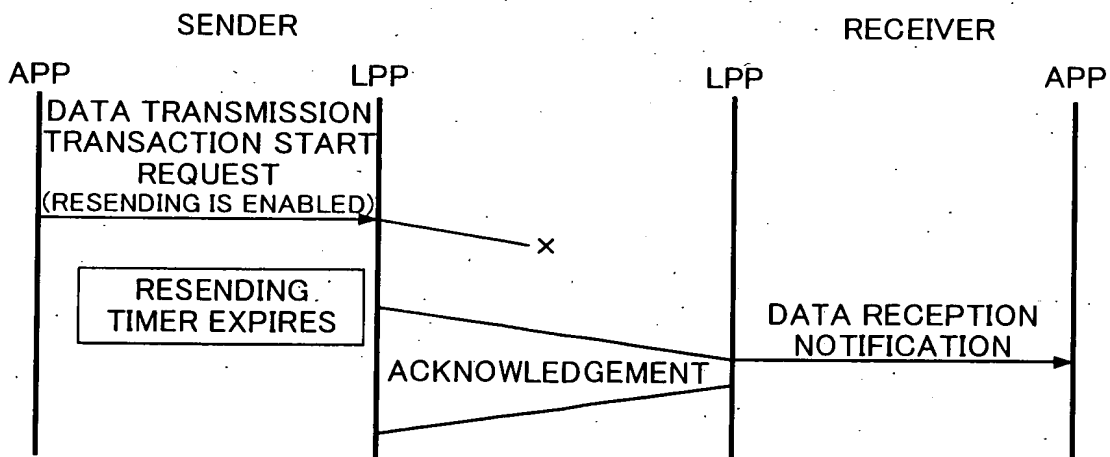 SENDER
RECEIVER
APP
LPP
LPP
APP
DATA TRANSMISSION
TRANSACTION START
REQUEST
(RESENDING IS ENABLED)
×
RESENDING
TIMER EXPIRES
DATA RECEPTION
NOTIFICATION
ACKNOWLEDGEMENT